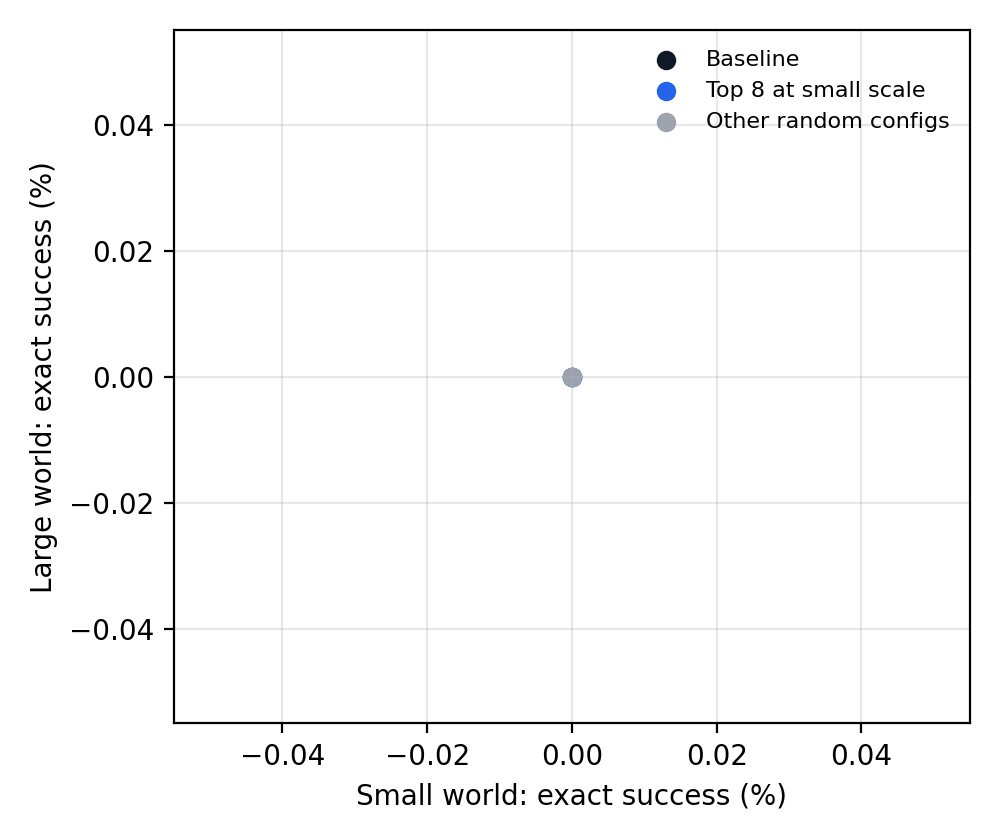 Baseline
Top 8 at small scale
Other random configs
0.04
0.02
0.00
−0.02
−0.04
Large world: exact success (%)
−0.04
−0.02
0.00
0.02
0.04
Small world: exact success (%)